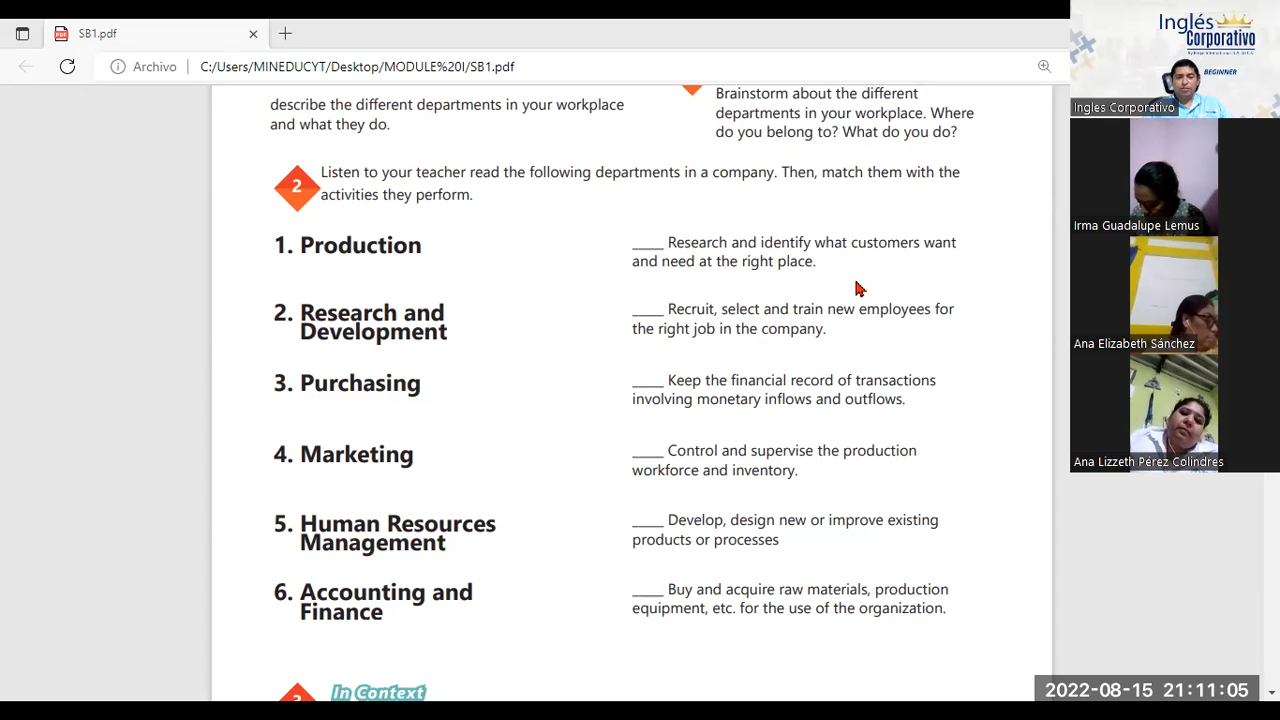 SB1.pdf
Archivo
C:/Users/MINEDUCYT/Desktop/MODULE%20I/SB1.pdf
describe the different departments in your workplace
and what they do.
Brainstorm about the different
departments in your workplace. Where
do you belong to? What do you do?
2
Listen to your teacher read the following departments in a company. Then, match them with the
activities they perform.
1. Production
____ Research and identify what customers want
and need at the right place.
2. Research and
Development
____ Recruit, select and train new employees for
the right job in the company.
3. Purchasing
____ Keep the financial record of transactions
involving monetary inflows and outflows.
4. Marketing
____ Control and supervise the production
workforce and inventory.
5. Human Resources
Management
____ Develop, design new or improve existing
products or processes
6. Accounting and
Finance
____ Buy and acquire raw materials, production
equipment, etc. for the use of the organization.
3
In Context
Inglés
Corporativo
BEGINNER
Ingles Corporativo
Irma Guadalupe Lemus
Ana Elizabeth Sánchez
Ana Lizzeth Pérez Colindres
2022-08-15 21:11:05